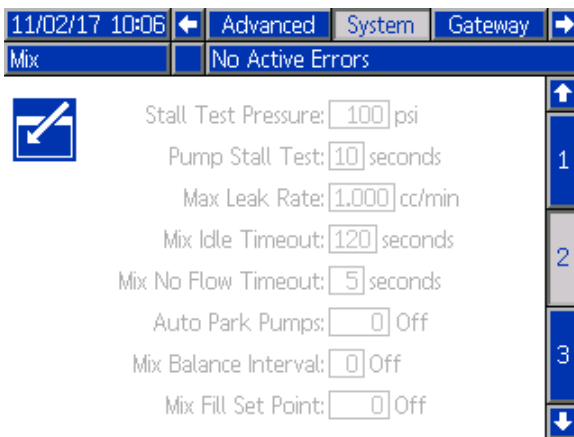 11/02/17 10:06 Advanced System Gateway
Mix No Active Errors
Stall Test Pressure: 100 psi
Pump Stall Test: 10 seconds
Max Leak Rate: 1.000 cc/min
Mix Idle Timeout: 120 seconds
Mix No Flow Timeout: 5 seconds
Auto Park Pumps: 0 Off
Mix Balance Interval: 0 Off
Mix Fill Set Point: 0 Off
1
2
3